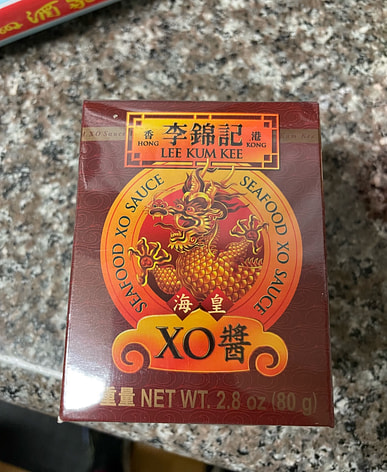 酒
XO Sauce
香 李錦記 港
HONG LEE KUM KEE KONG
SEAFOOD XO SAUCE
SEAFOOD XO SAUCE
海皇
XO醬
重量 NET WT. 2.8 oz (80 g)